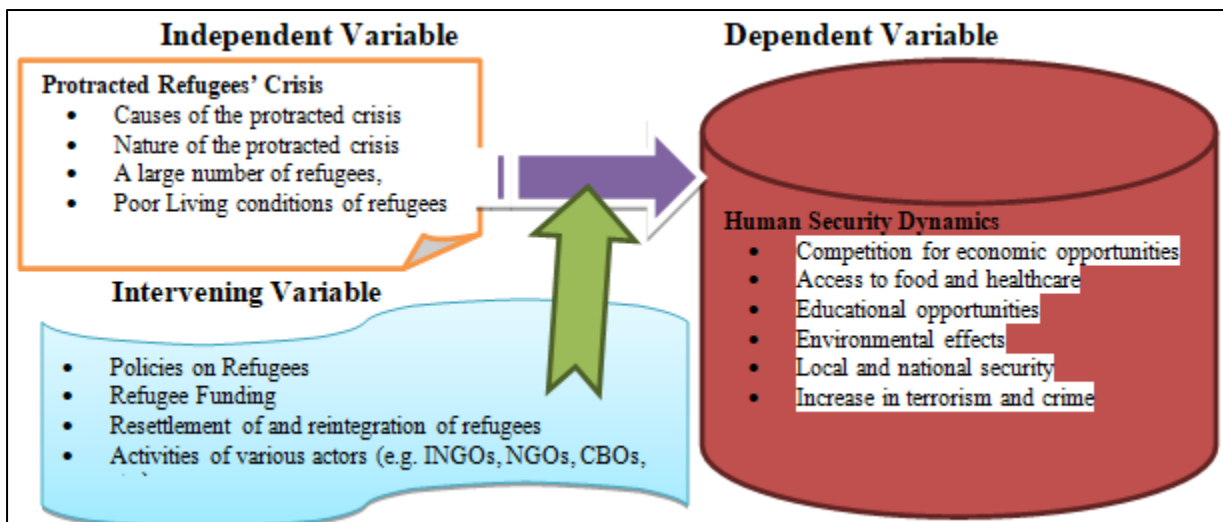 Independent Variable
Protracted Refugees' Crisis
• Causes of the protracted crisis
• Nature of the protracted crisis
• A large number of refugees,
• Poor Living conditions of refugees
Intervening Variable
• Policies on Refugees
• Refugee Funding
• Resettlement of and reintegration of refugees
• Activities of various actors (e.g. INGOs, NGOs, CBOs,
Dependent Variable
Human Security Dynamics
• Competition for economic opportunities
• Access to food and healthcare
• Educational opportunities
• Environmental effects
• Local and national security
• Increase in terrorism and crime